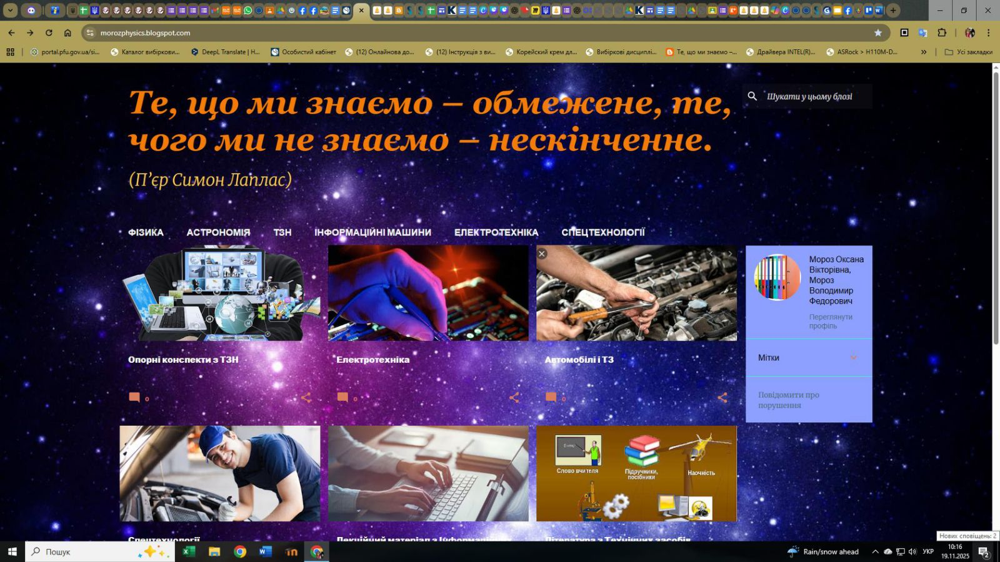 morozphysics.blogspot.com
portal.pfu.gov.ua/si...
Каталог вибіркови...
DeepL Translate | Н...
Особистий кабінет
(12) Онлайнова до...
(12) Інструкція з ви...
Корейский крем дл...
Вибіркові дисциплі...
Те, що ми знаємо –...
Драйвера INTEL(R)...
ASRock > H110M-D...
Усі закладки
Те, що ми знаємо – обмежене, те,
чого ми не знаємо – нескінченне.
(П’єр Симон Лаплас)
Шукати у цьому блозі
ФІЗИКА АСТРОНОМІЯ ТЗН ІНФОРМАЦІЙНІ МАШИНИ ЕЛЕКТРОТЕХНІКА СПЕЦТЕХНОЛОГІЇ
Мороз Оксана
Вікторівна,
Мороз
Володимир
Федорович
Переглянути
профіль
Мітки
Повідомити про
порушення
Опорні конспекти з ТЗН
Електротехніка
Автомобілі і ТЗ
0
0
0
Слово вчителя
Підручники,
посібники
Наочність
Спецтехнології
Лекційний матеріал з Інформаційних
Література з Технічних засобів
Нових сповіщень: 2
Пошук
Rain/snow ahead
УКР
10:16
19.11.2025
2